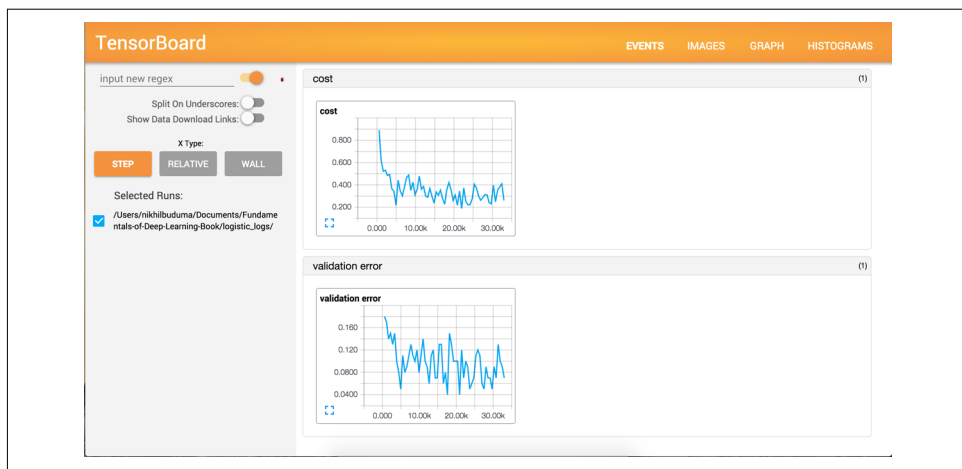 TensorBoard
EVENTS IMAGES GRAPH HISTOGRAMS
input new regex
Split On Underscores:
Show Data Download Links:
X Type:
STEP RELATIVE WALL
Selected Runs:
/Users/nikhilbuduma/Documents/Fundame
ntals-of-Deep-Learning-Book/logistic_logs/
cost (1)
cost
0.800
0.600
0.400
0.200
0.000 10.00k 20.00k 30.00k
validation error (1)
validation error
0.160
0.120
0.0800
0.0400
0.000 10.00k 20.00k 30.00k